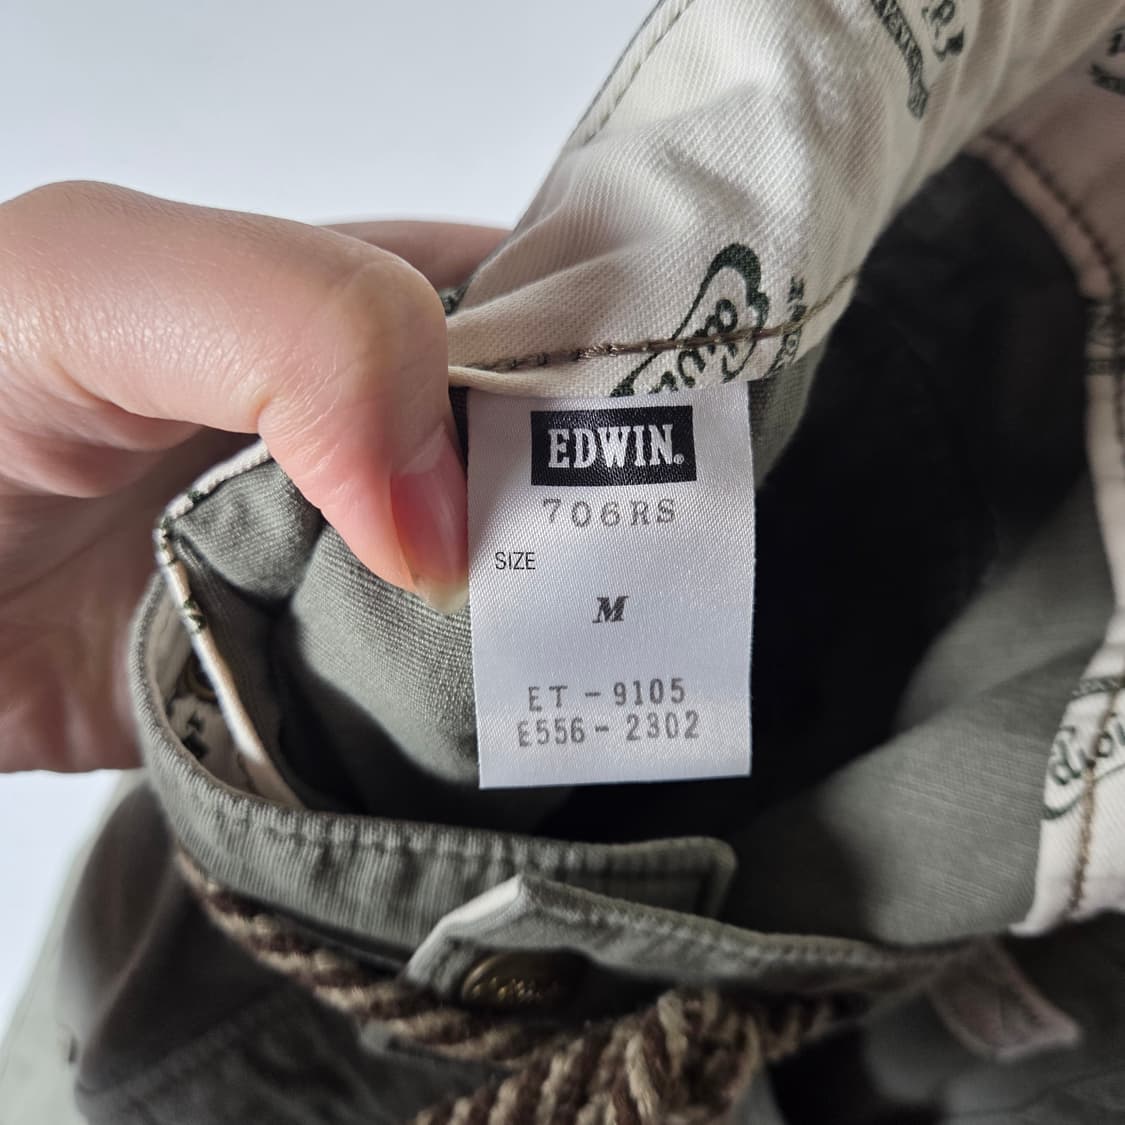 EDWIN.
706RS
SIZE
M
ET-9105
E556-2302